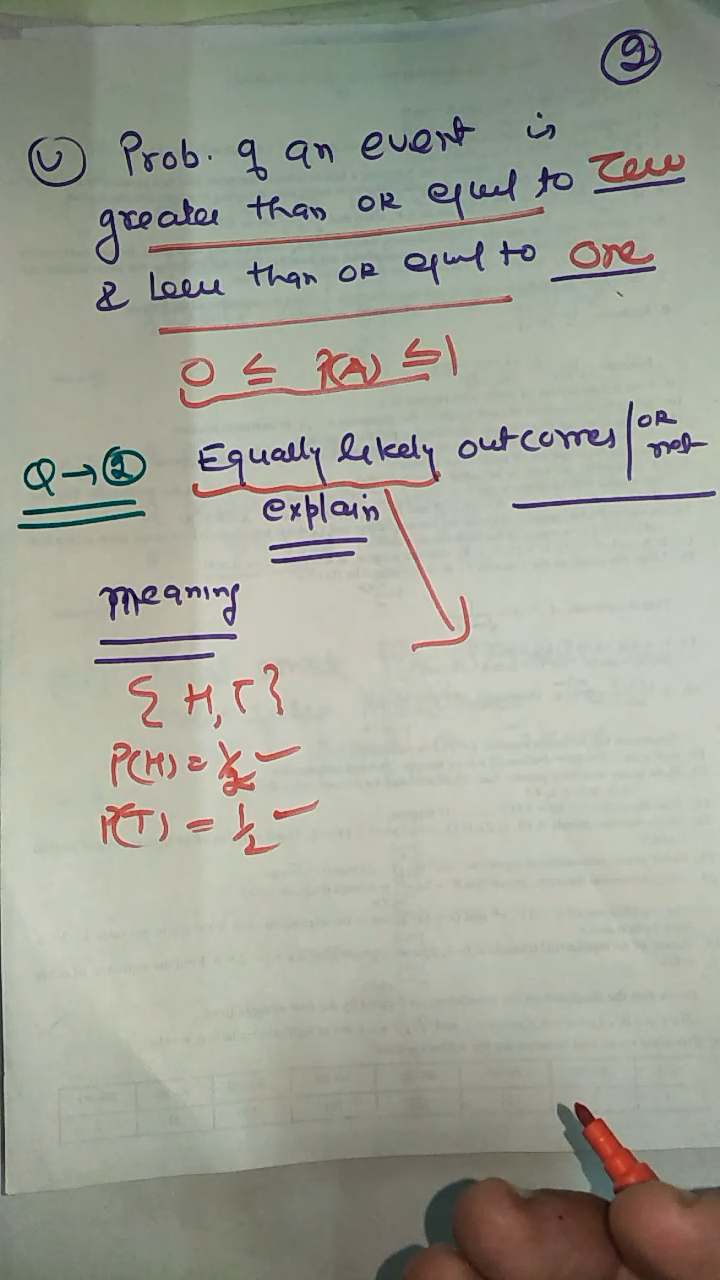 2
(v) Prob. of an event is
greater than OR equal to Zero
& Less than OR equal to one
0 ≤ P(A) ≤ 1
Q → 2 Equally likely outcomes / OR not
explain
meaning
{ H, T }
P(H) = 1/2
P(T) = 1/2